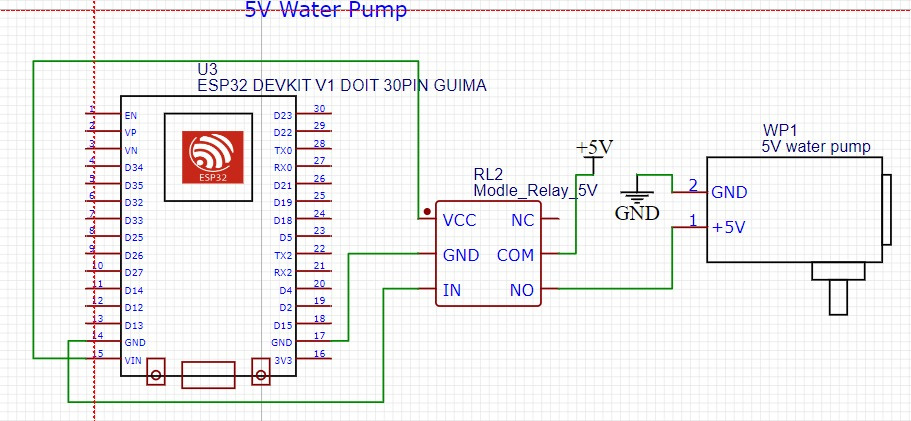 5V Water Pump
U3
ESP32 DEVKIT V1 DOIT 30PIN GUIMA
1 EN D23 30
2 VP D22 29
3 VN TX0 28
4 D34 RX0 27
5 D35 D21 26
6 D32 D19 25
7 D33 D18 24
8 D25 D5 23
9 D26 TX2 22
10 D27 RX2 21
11 D14 D4 20
12 D12 D2 19
13 D13 D15 18
14 GND GND 17
15 VIN 3V3 16
ESP32
RL2
Modle_Relay_5V
VCC NC
GND COM
IN NO
+5V
GND
WP1
5V water pump
2 GND
1 +5V